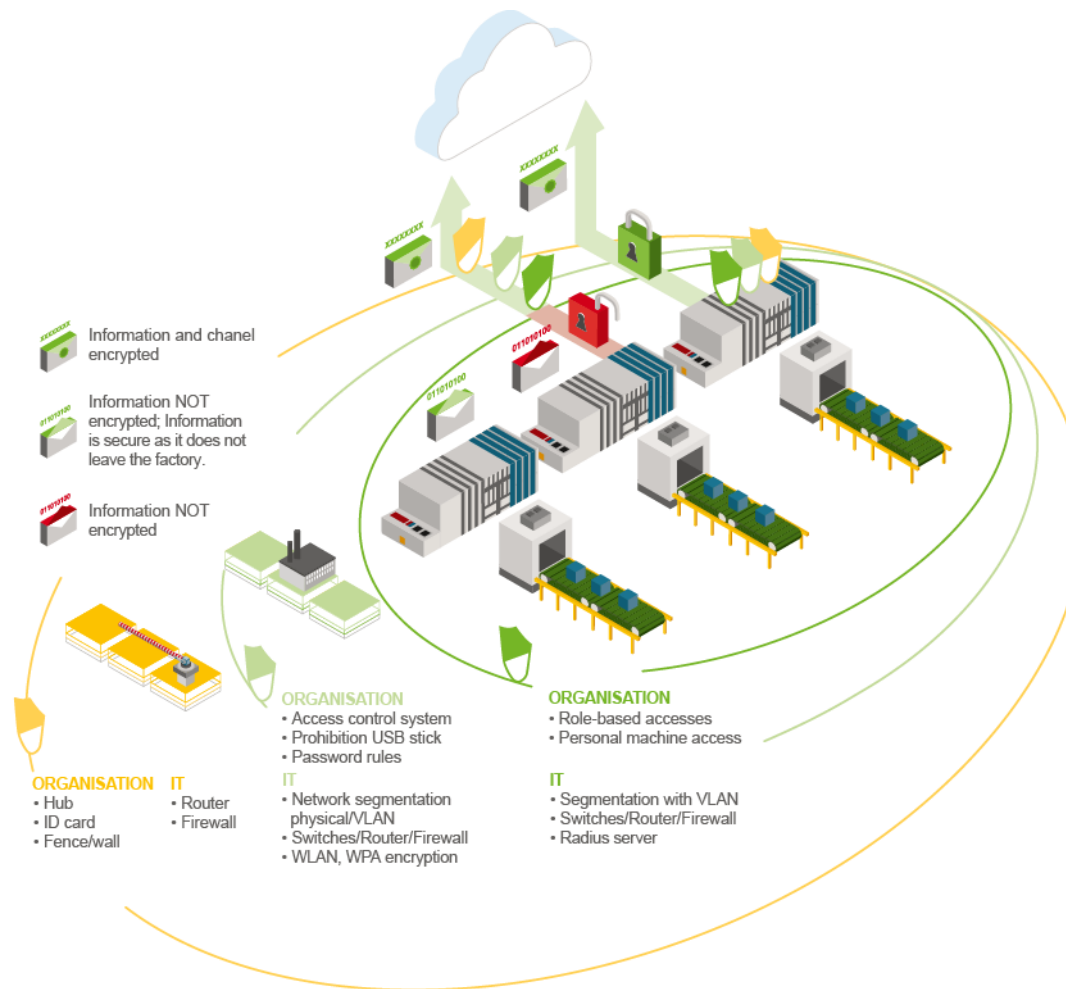 XXXXXXXX
XXXXXXXX
XXXXXXXX
Information and chanel
encrypted
011010100
011010100
Information NOT
encrypted; Information
is secure as it does not
leave the factory.
011010100
011010100
Information NOT
encrypted
ORGANISATION
• Hub
• ID card
• Fence/wall
IT
• Router
• Firewall
ORGANISATION
• Access control system
• Prohibition USB stick
• Password rules
IT
• Network segmentation
physical/VLAN
• Switches/Router/Firewall
• WLAN, WPA encryption
ORGANISATION
• Role-based accesses
• Personal machine access
IT
• Segmentation with VLAN
• Switches/Router/Firewall
• Radius server